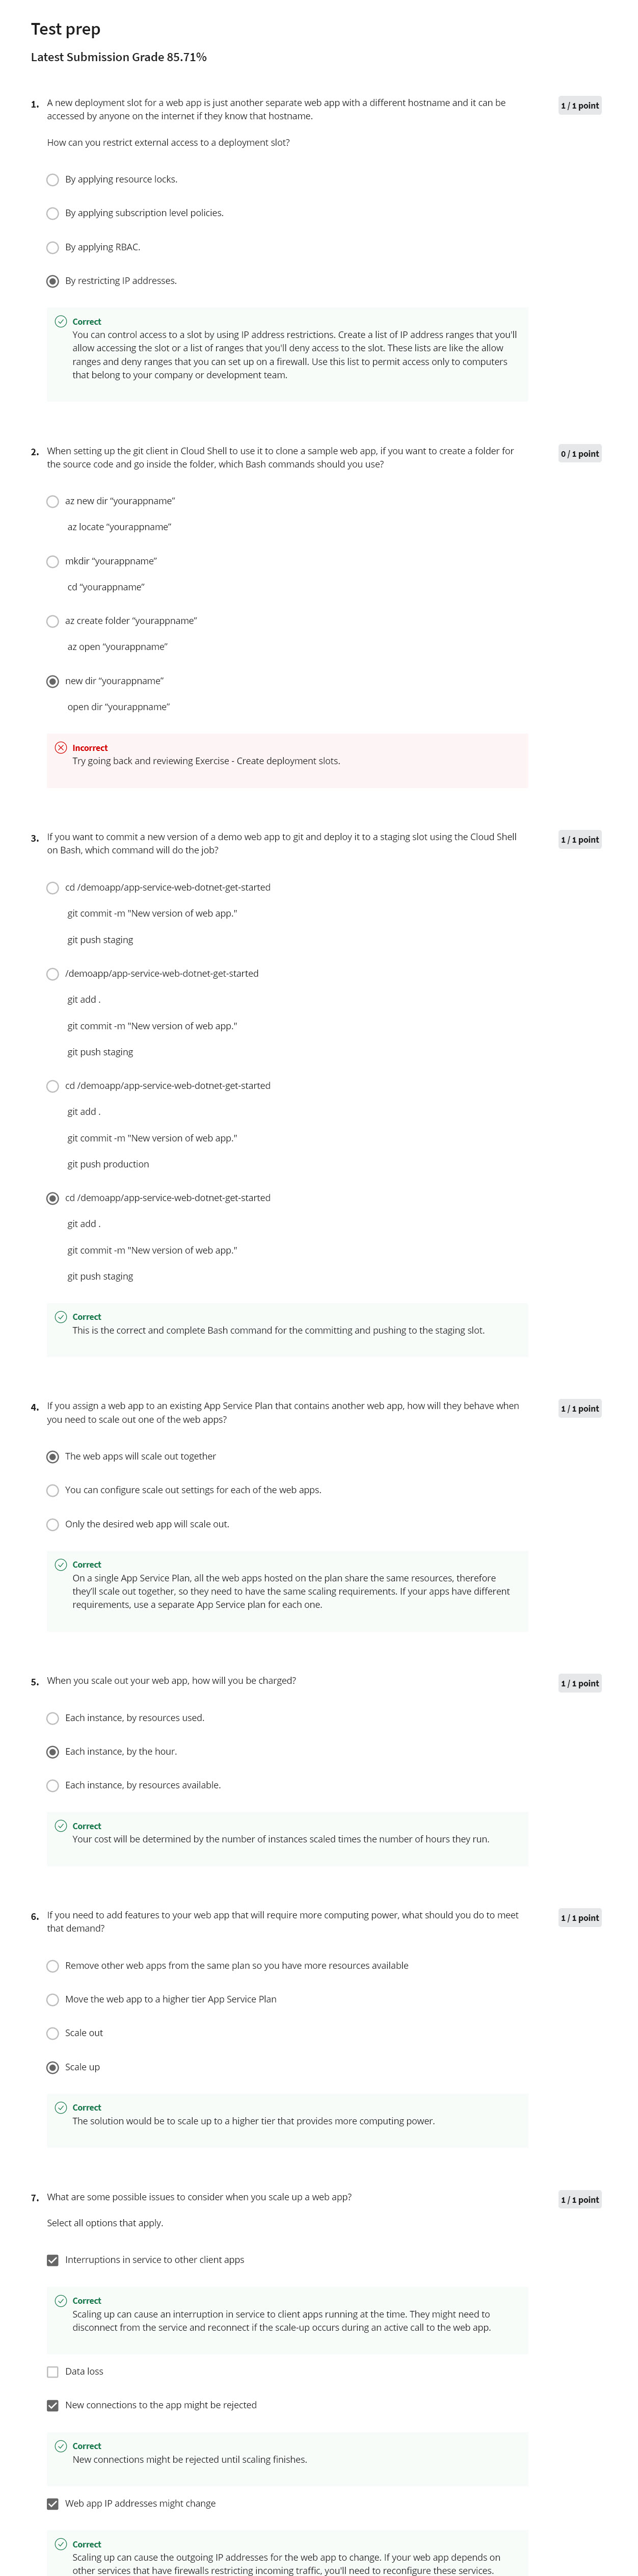 Test prep
Latest Submission Grade 85.71%
1. A new deployment slot for a web app is just another separate web app with a different hostname and it can be
accessed by anyone on the internet if they know that hostname.
1 / 1 point
How can you restrict external access to a deployment slot?
By applying resource locks.
By applying subscription level policies.
By applying RBAC.
By restricting IP addresses.
Correct
You can control access to a slot by using IP address restrictions. Create a list of IP address ranges that you'll
allow accessing the slot or a list of ranges that you'll deny access to the slot. These lists are like the allow
ranges and deny ranges that you can set up on a firewall. Use this list to permit access only to computers
that belong to your company or development team.
2. When setting up the git client in Cloud Shell to use it to clone a sample web app, if you want to create a folder for
the source code and go inside the folder, which Bash commands should you use?
0 / 1 point
az new dir “yourappname”
az locate “yourappname”
mkdir “yourappname”
cd “yourappname”
az create folder “yourappname”
az open “yourappname”
new dir “yourappname”
open dir “yourappname”
Incorrect
Try going back and reviewing Exercise - Create deployment slots.
3. If you want to commit a new version of a demo web app to git and deploy it to a staging slot using the Cloud Shell
on Bash, which command will do the job?
1 / 1 point
cd /demoapp/app-service-web-dotnet-get-started
git commit -m "New version of web app."
git push staging
/demoapp/app-service-web-dotnet-get-started
git add .
git commit -m "New version of web app."
git push staging
cd /demoapp/app-service-web-dotnet-get-started
git add .
git commit -m "New version of web app."
git push production
cd /demoapp/app-service-web-dotnet-get-started
git add .
git commit -m "New version of web app."
git push staging
Correct
This is the correct and complete Bash command for the committing and pushing to the staging slot.
4. If you assign a web app to an existing App Service Plan that contains another web app, how will they behave when
you need to scale out one of the web apps?
1 / 1 point
The web apps will scale out together
You can configure scale out settings for each of the web apps.
Only the desired web app will scale out.
Correct
On a single App Service Plan, all the web apps hosted on the plan share the same resources, therefore
they'll scale out together, so they need to have the same scaling requirements. If your apps have different
requirements, use a separate App Service plan for each one.
5. When you scale out your web app, how will you be charged?
1 / 1 point
Each instance, by resources used.
Each instance, by the hour.
Each instance, by resources available.
Correct
Your cost will be determined by the number of instances scaled times the number of hours they run.
6. If you need to add features to your web app that will require more computing power, what should you do to meet
that demand?
1 / 1 point
Remove other web apps from the same plan so you have more resources available
Move the web app to a higher tier App Service Plan
Scale out
Scale up
Correct
The solution would be to scale up to a higher tier that provides more computing power.
7. What are some possible issues to consider when you scale up a web app?
1 / 1 point
Select all options that apply.
Interruptions in service to other client apps
Correct
Scaling up can cause an interruption in service to client apps running at the time. They might need to
disconnect from the service and reconnect if the scale-up occurs during an active call to the web app.
Data loss
New connections to the app might be rejected
Correct
New connections might be rejected until scaling finishes.
Web app IP addresses might change
Correct
Scaling up can cause the outgoing IP addresses for the web app to change. If your web app depends on
other services that have firewalls restricting incoming traffic, you'll need to reconfigure these services.